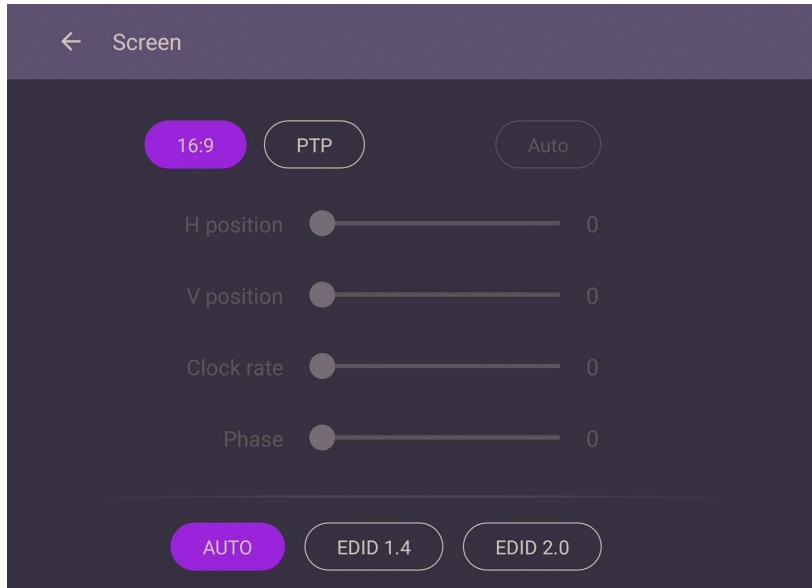 Screen
16:9 PTP Auto
H position 0
V position 0
Clock rate 0
Phase 0
AUTO EDID 1.4 EDID 2.0